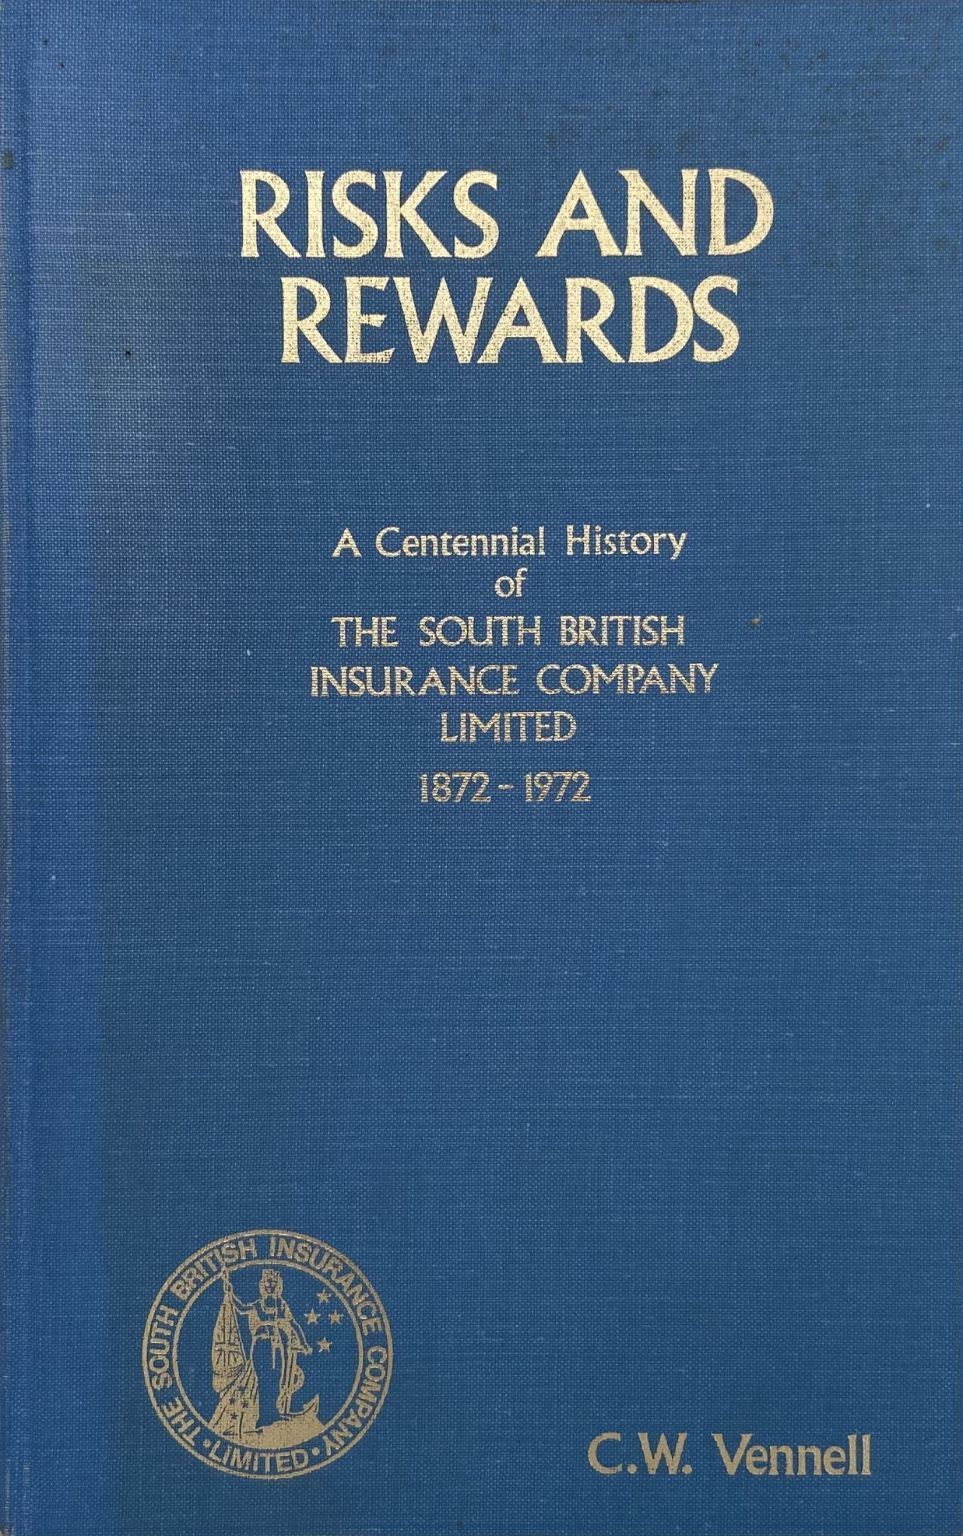 RISKS AND
REWARDS
A Centennial History
of
THE SOUTH BRITISH
INSURANCE COMPANY
LIMITED
1872-1972
THE SOUTH BRITISH INSURANCE COMPANY
• LIMITED •
C.W. Vennell